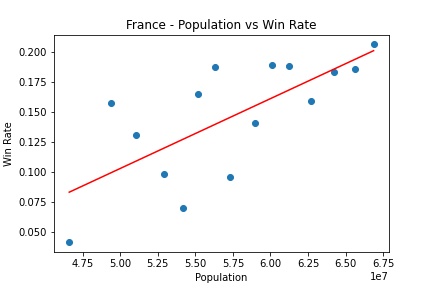 France - Population vs Win Rate
0.200
0.175
0.150
0.125
0.100
0.075
0.050
Win Rate
4.75 5.00 5.25 5.50 5.75 6.00 6.25 6.50 6.75
1e7
Population